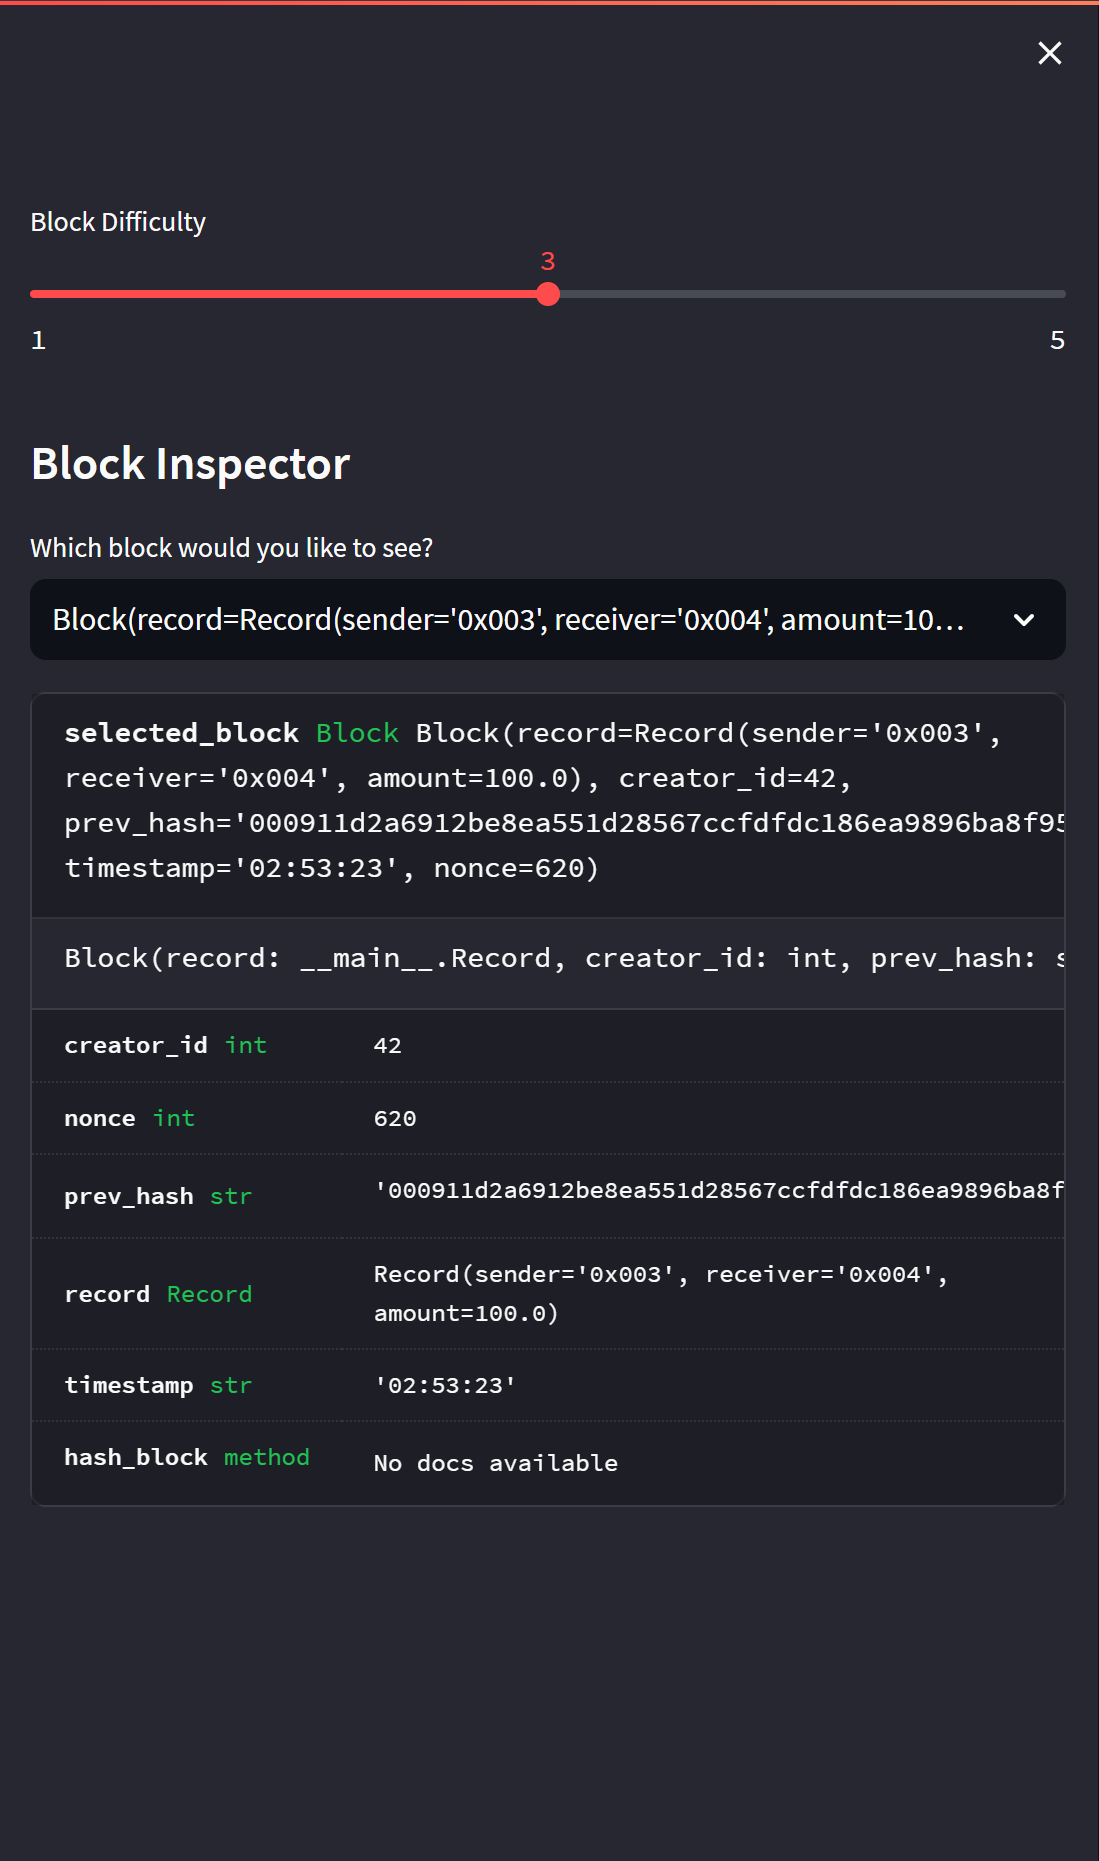 Block Difficulty
3
1 5
Block Inspector
Which block would you like to see?
Block(record=Record(sender='0x003', receiver='0x004', amount=10…
selected_block Block Block(record=Record(sender='0x003',
receiver='0x004', amount=100.0), creator_id=42,
prev_hash='000911d2a6912be8ea551d28567ccfdfdc186ea9896ba8f95
timestamp='02:53:23', nonce=620)
Block(record: __main__.Record, creator_id: int, prev_hash: s
creator_id int 42
nonce int 620
prev_hash str '000911d2a6912be8ea551d28567ccfdfdc186ea9896ba8f
record Record Record(sender='0x003', receiver='0x004',
amount=100.0)
timestamp str '02:53:23'
hash_block method No docs available